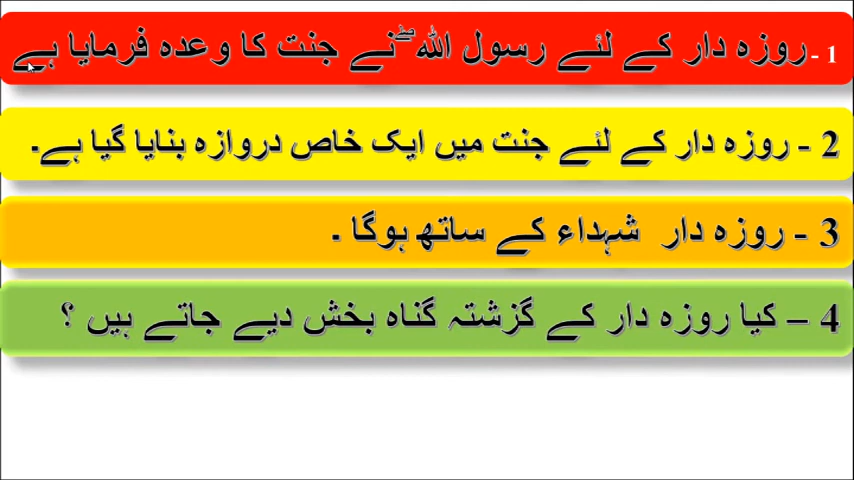 1 - روزہ دار کے لئے رسول اللہ ﷺ نے جنت کا وعدہ فرمایا ہے
2 - روزہ دار کے لئے جنت میں ایک خاص دروازہ بنایا گیا ہے۔
3 - روزہ دار شہداء کے ساتھ ہوگا ۔
4 – کیا روزہ دار کے گزشتہ گناہ بخش دیے جاتے ہیں ؟